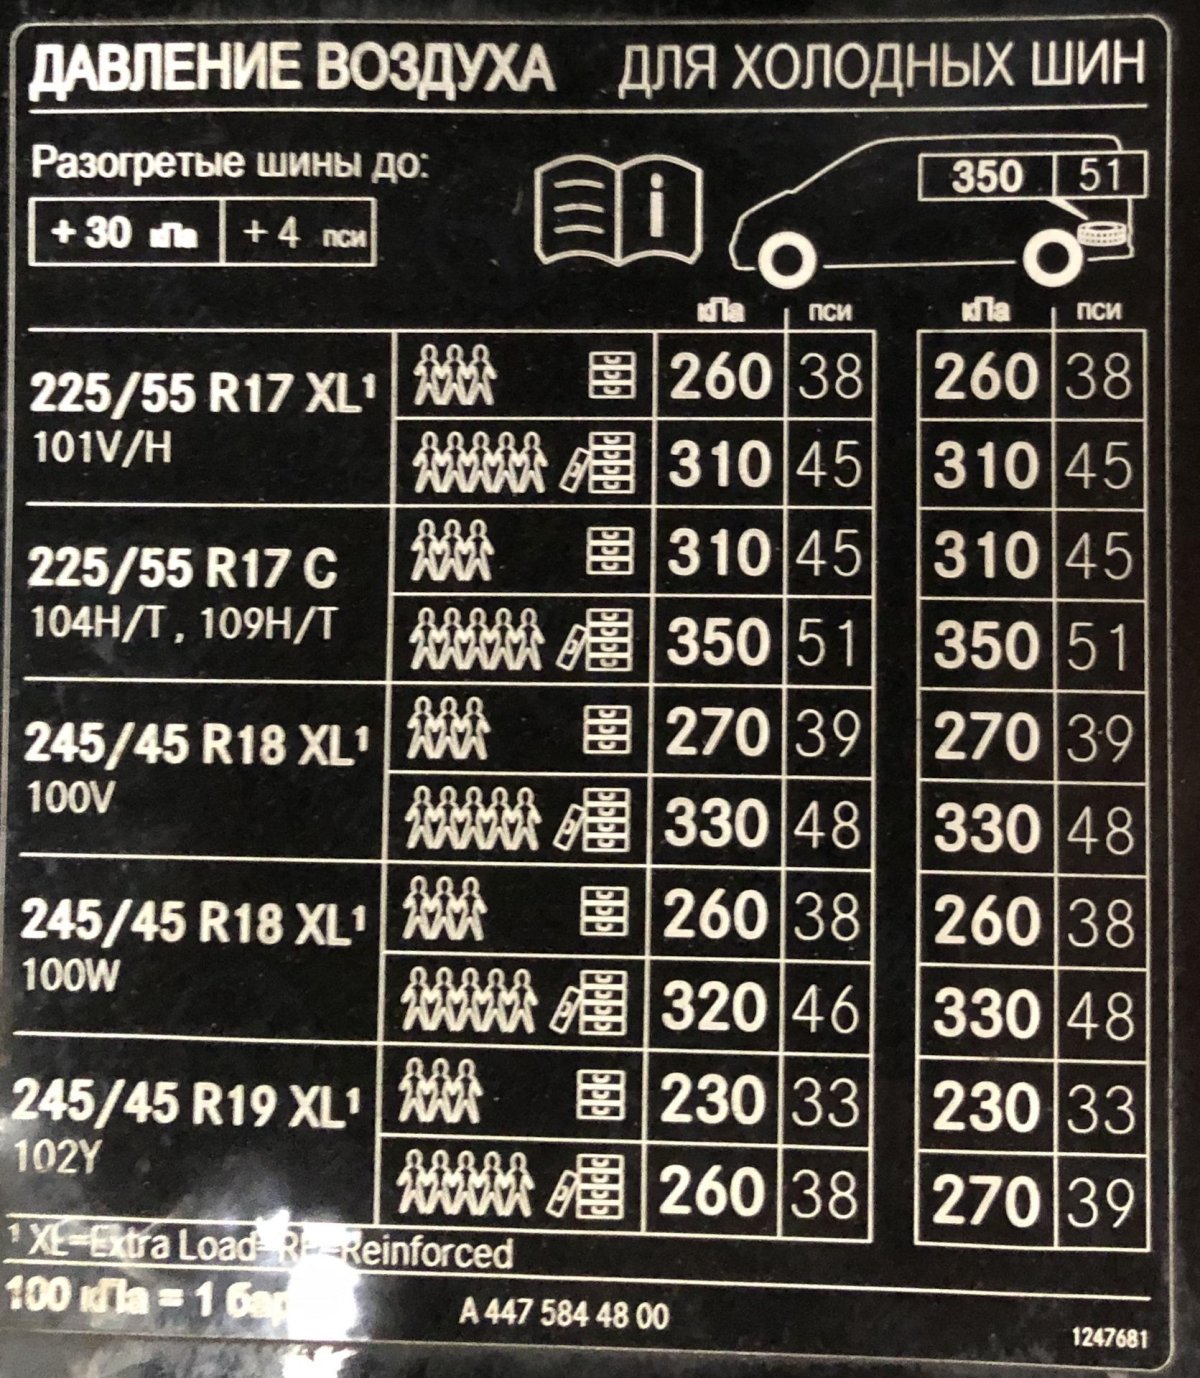 ДАВЛЕНИЕ ВОЗДУХА ДЛЯ ХОЛОДНЫХ ШИН
Разогретые шины до:
+ 30 кПа + 4 пси
350 51
кПа пси кПа пси
225/55 R17 XL¹
101V/H
260 38 260 38
310 45 310 45
225/55 R17 C
104H/T , 109H/T
310 45 310 45
350 51 350 51
245/45 R18 XL¹
100V
270 39 270 39
330 48 330 48
245/45 R18 XL¹
100W
260 38 260 38
320 46 330 48
245/45 R19 XL¹
102Y
230 33 230 33
260 38 270 39
¹ XL=Extra Load Reinforced
100 кПа = 1 бар
A 447 584 48 00
1247681